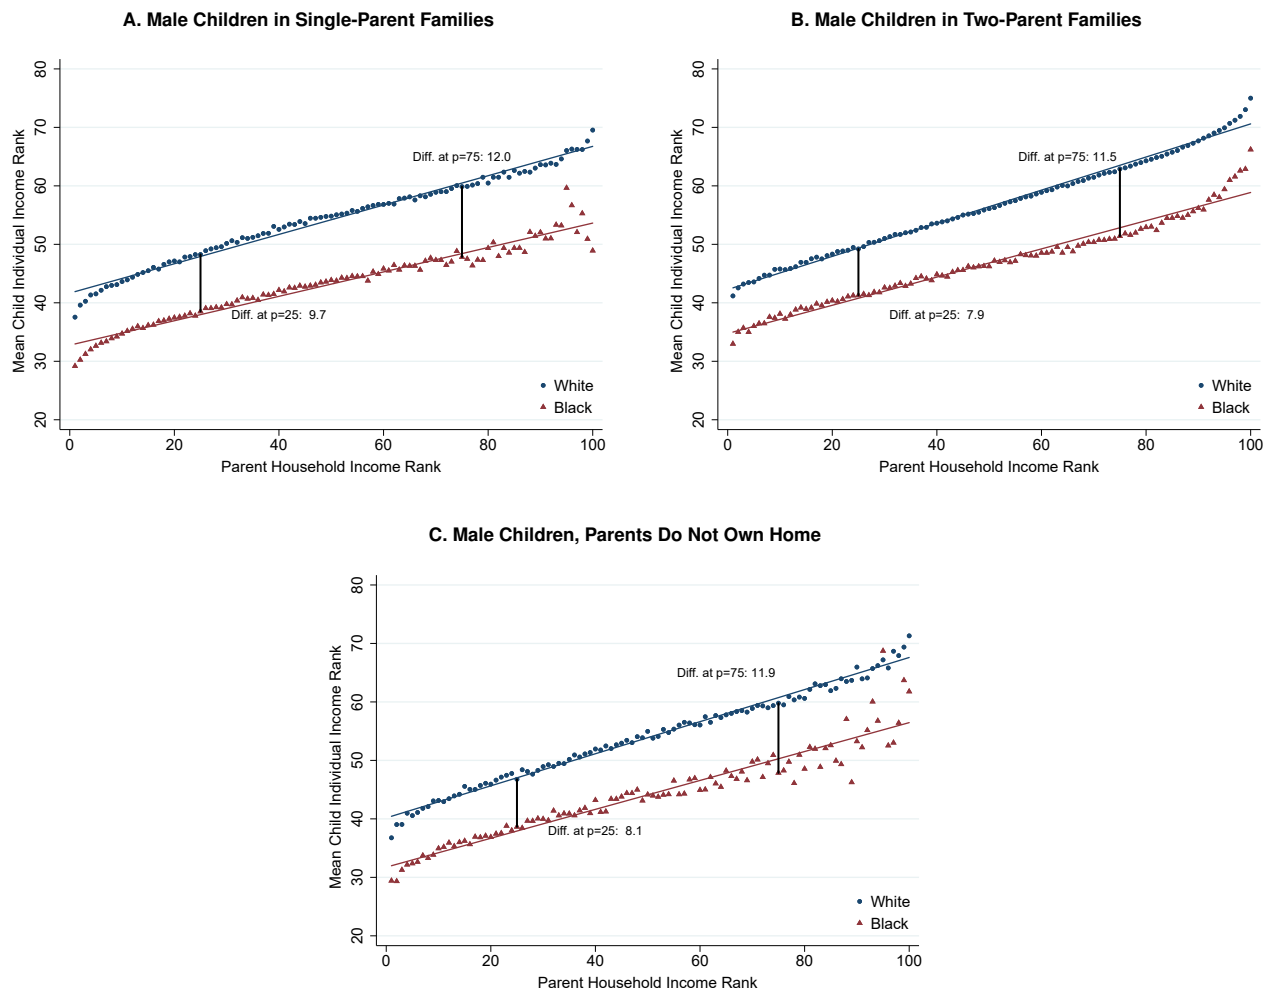 A. Male Children in Single-Parent Families
Mean Child Individual Income Rank
80
70
60
50
40
30
20
Diff. at p=75: 12.0
Diff. at p=25: 9.7
White
Black
0 20 40 60 80 100
Parent Household Income Rank
B. Male Children in Two-Parent Families
Mean Child Individual Income Rank
80
70
60
50
40
30
20
Diff. at p=75: 11.5
Diff. at p=25: 7.9
White
Black
0 20 40 60 80 100
Parent Household Income Rank
C. Male Children, Parents Do Not Own Home
Mean Child Individual Income Rank
80
70
60
50
40
30
20
Diff. at p=75: 11.9
Diff. at p=25: 8.1
White
Black
0 20 40 60 80 100
Parent Household Income Rank